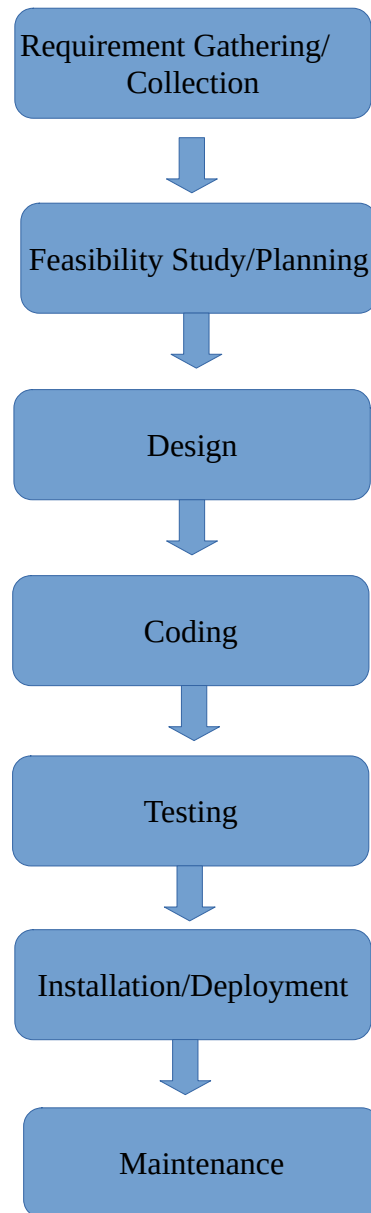 Requirement Gathering/
Collection
Feasibility Study/Planning
Design
Coding
Testing
Installation/Deployment
Maintenance